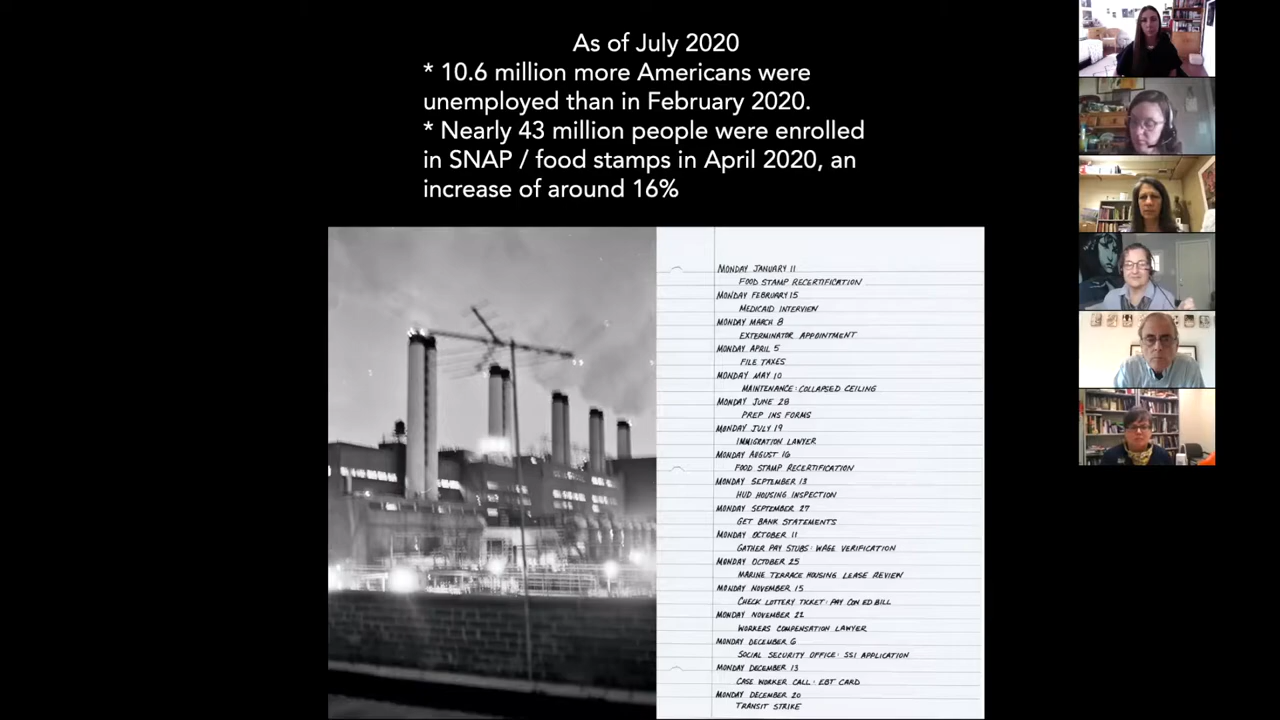 As of July 2020
* 10.6 million more Americans were
unemployed than in February 2020.
* Nearly 43 million people were enrolled
in SNAP / food stamps in April 2020, an
increase of around 16%
MONDAY JANUARY 11
FOOD STAMP RECERTIFICATION
MONDAY FEBRUARY 15
MEDICAID INTERVIEW
MONDAY MARCH 8
EXTERMINATOR APPOINTMENT
MONDAY APRIL 5
FILE TAXES
MONDAY MAY 10
MAINTENANCE: COLLAPSED CEILING
MONDAY JUNE 28
PREP INS FORMS
MONDAY JULY 19
IMMIGRATION LAWYER
MONDAY AUGUST 16
FOOD STAMP RECERTIFICATION
MONDAY SEPTEMBER 13
HUD HOUSING INSPECTION
MONDAY SEPTEMBER 27
GET BANK STATEMENTS
MONDAY OCTOBER 11
GATHER PAY STUBS: WAGE VERIFICATION
MONDAY OCTOBER 25
MARINE TERRACE HOUSING LEASE REVIEW
MONDAY NOVEMBER 15
CHECK LOTTERY TICKET: PAY CON ED BILL
MONDAY NOVEMBER 22
WORKERS COMPENSATION LAWYER
MONDAY DECEMBER 6
SOCIAL SECURITY OFFICE: SSI APPLICATION
MONDAY DECEMBER 13
CASE WORKER CALL: EBT CARD
MONDAY DECEMBER 20
TRANSIT STRIKE